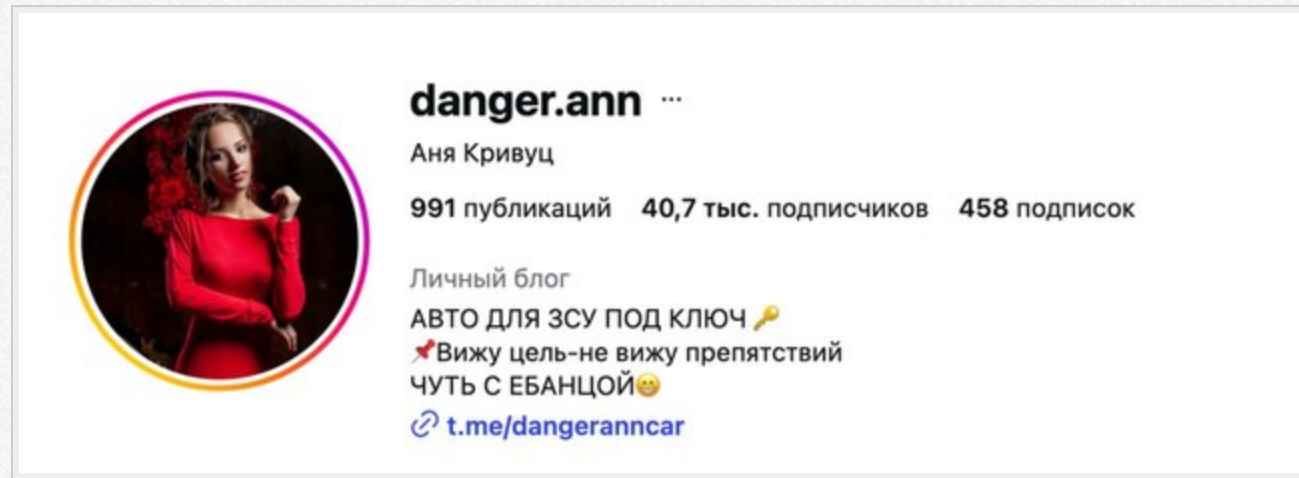 danger.ann ...
Аня Кривуц
991 публикаций 40,7 тыс. подписчиков 458 подписок
Личный блог
АВТО ДЛЯ ЗСУ ПОД КЛЮЧ 🔑
📌Вижу цель-не вижу препятствий
ЧУТЬ С ЕБАНЦОЙ😁
t.me/dangeranncar